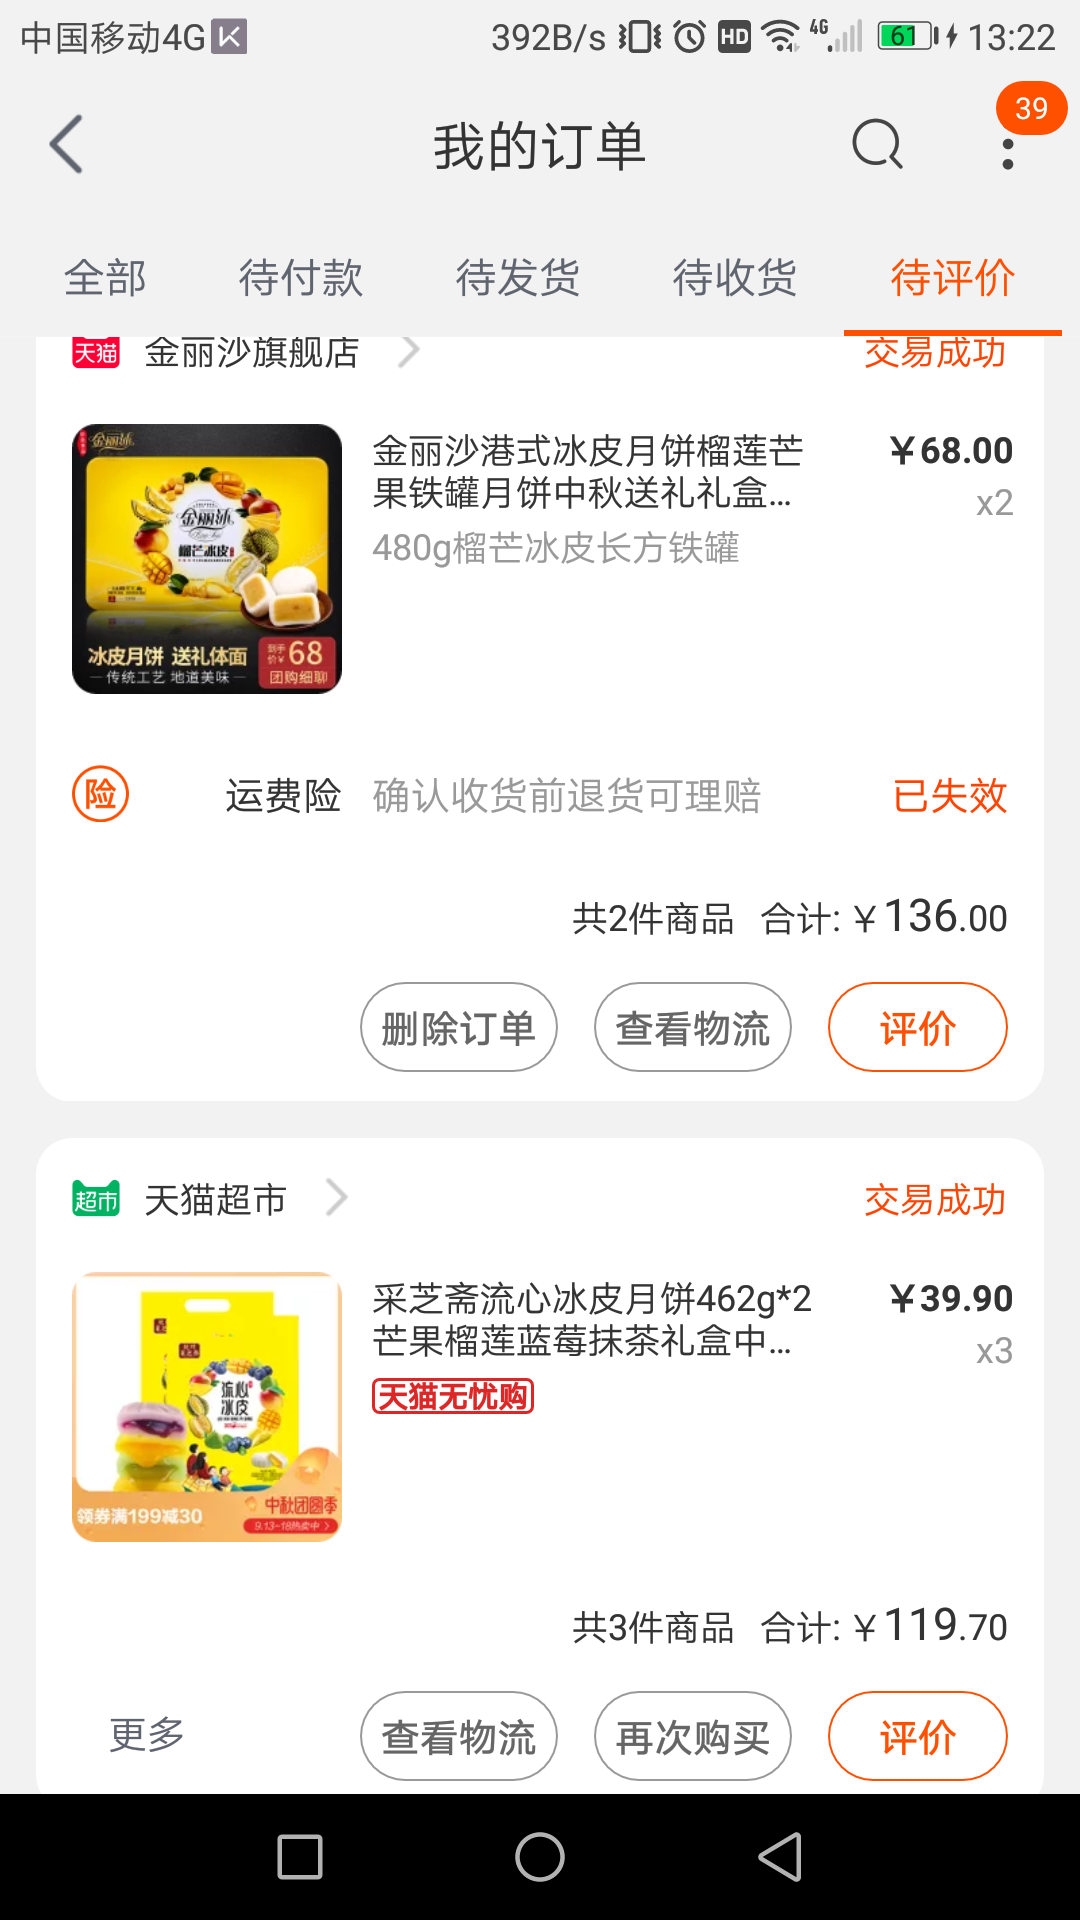 中国移动4G
392B/s HD 4G 61 13:22
我的订单
39
全部 待付款 待发货 待收货 待评价
天猫 金丽沙旗舰店 交易成功
金丽沙
金丽沙
榴芒冰皮
冰皮月饼 送礼体面
传统工艺 地道美味
到手价¥68
团购细聊
金丽沙港式冰皮月饼榴莲芒 ￥68.00
果铁罐月饼中秋送礼礼盒... x2
480g榴芒冰皮长方铁罐
险 运费险 确认收货前退货可理赔 已失效
共2件商品 合计: ￥136.00
删除订单 查看物流 评价
超市 天猫超市 交易成功
流心
冰皮
领券满199减30
中秋团圆季
9.13-18热卖中 >
采芝斋流心冰皮月饼462g*2 ￥39.90
芒果榴莲蓝莓抹茶礼盒中... x3
天猫无忧购
共3件商品 合计: ￥119.70
更多 查看物流 再次购买 评价